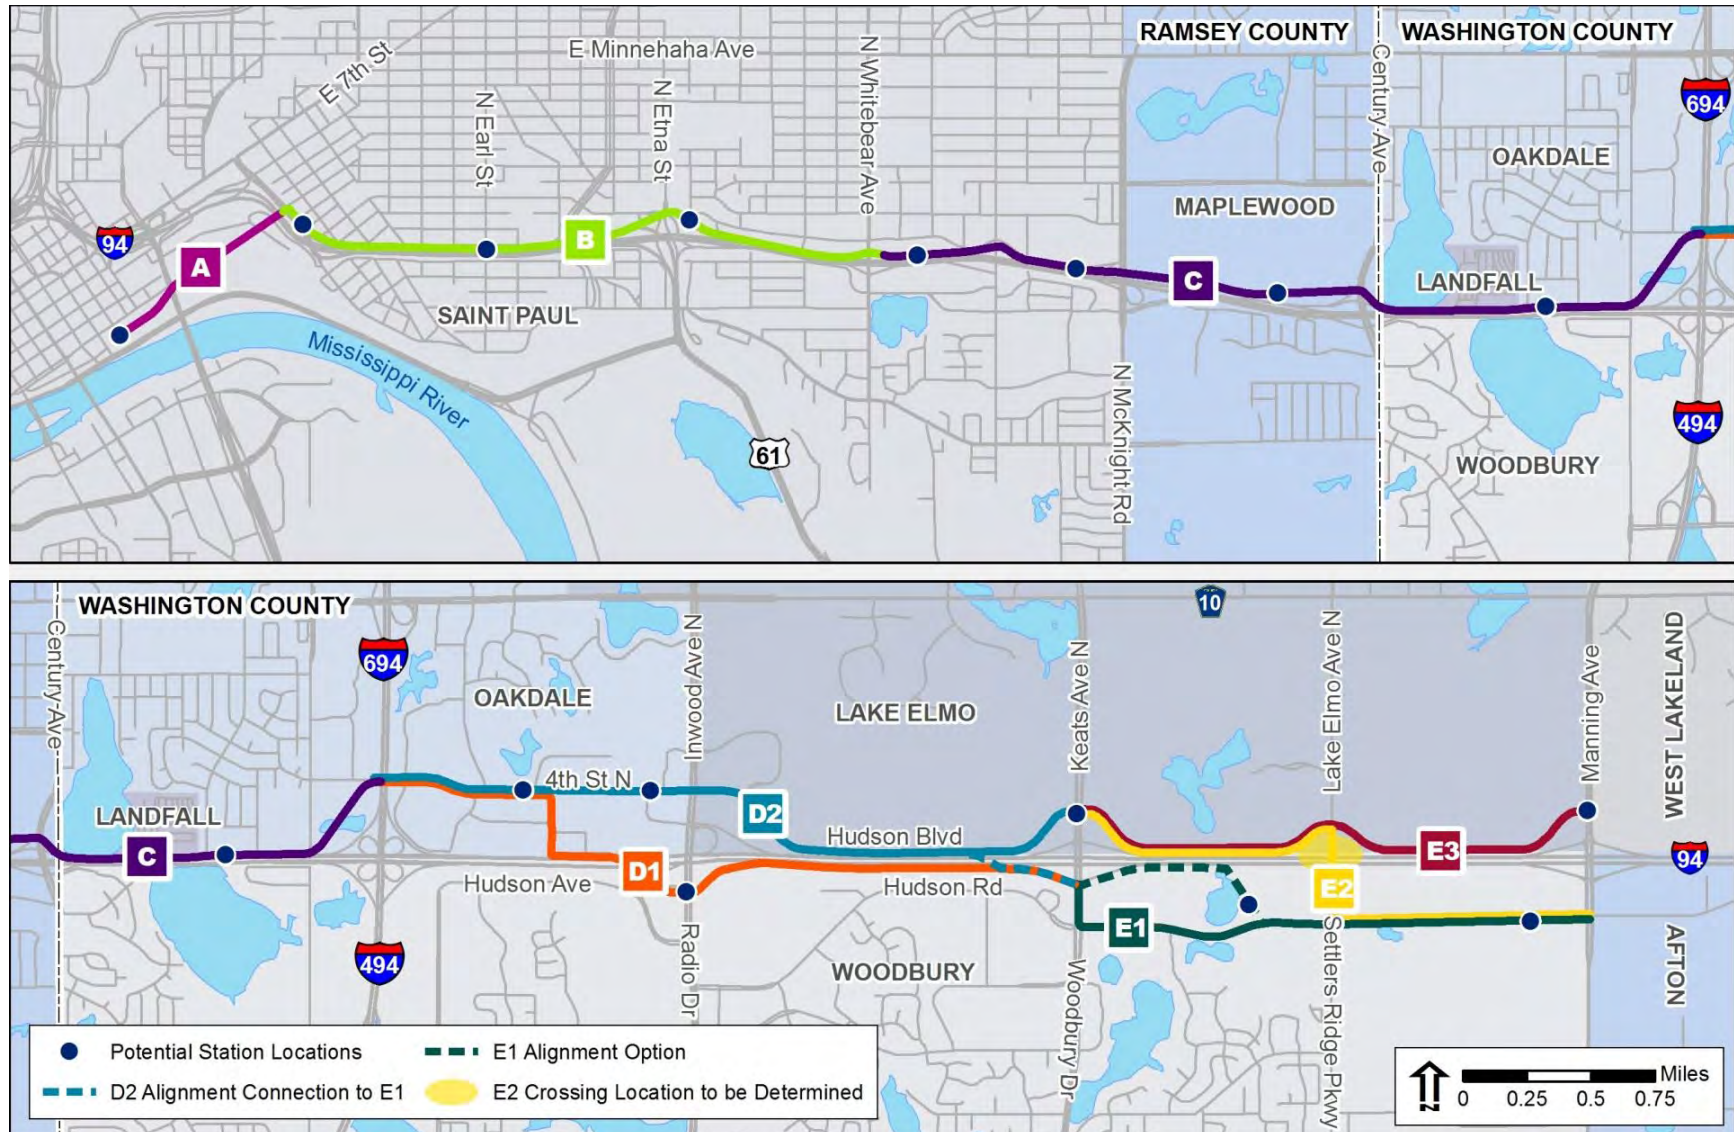 RAMSEY COUNTY
WASHINGTON COUNTY
E Minnehaha Ave
E 7th St
N Earl St
N Etna St
N Whitebear Ave
Century Ave
694
OAKDALE
MAPLEWOOD
94
A
B
C
LANDFALL
SAINT PAUL
Mississippi River
N McKnight Rd
61
494
WOODBURY
WASHINGTON COUNTY
Century Ave
694
OAKDALE
Inwood Ave N
LAKE ELMO
Keats Ave N
10
Lake Elmo Ave N
Manning Ave
WEST LAKELAND
4th St N
LANDFALL
D2
Hudson Blvd
C
D1
E3
94
Hudson Ave
Hudson Rd
E2
E1
494
Radio Dr
WOODBURY
Woodbury Dr
Settlers Ridge Pkwy
AFTON
Potential Station Locations
E1 Alignment Option
D2 Alignment Connection to E1
E2 Crossing Location to be Determined
N
Miles
0 0.25 0.5 0.75